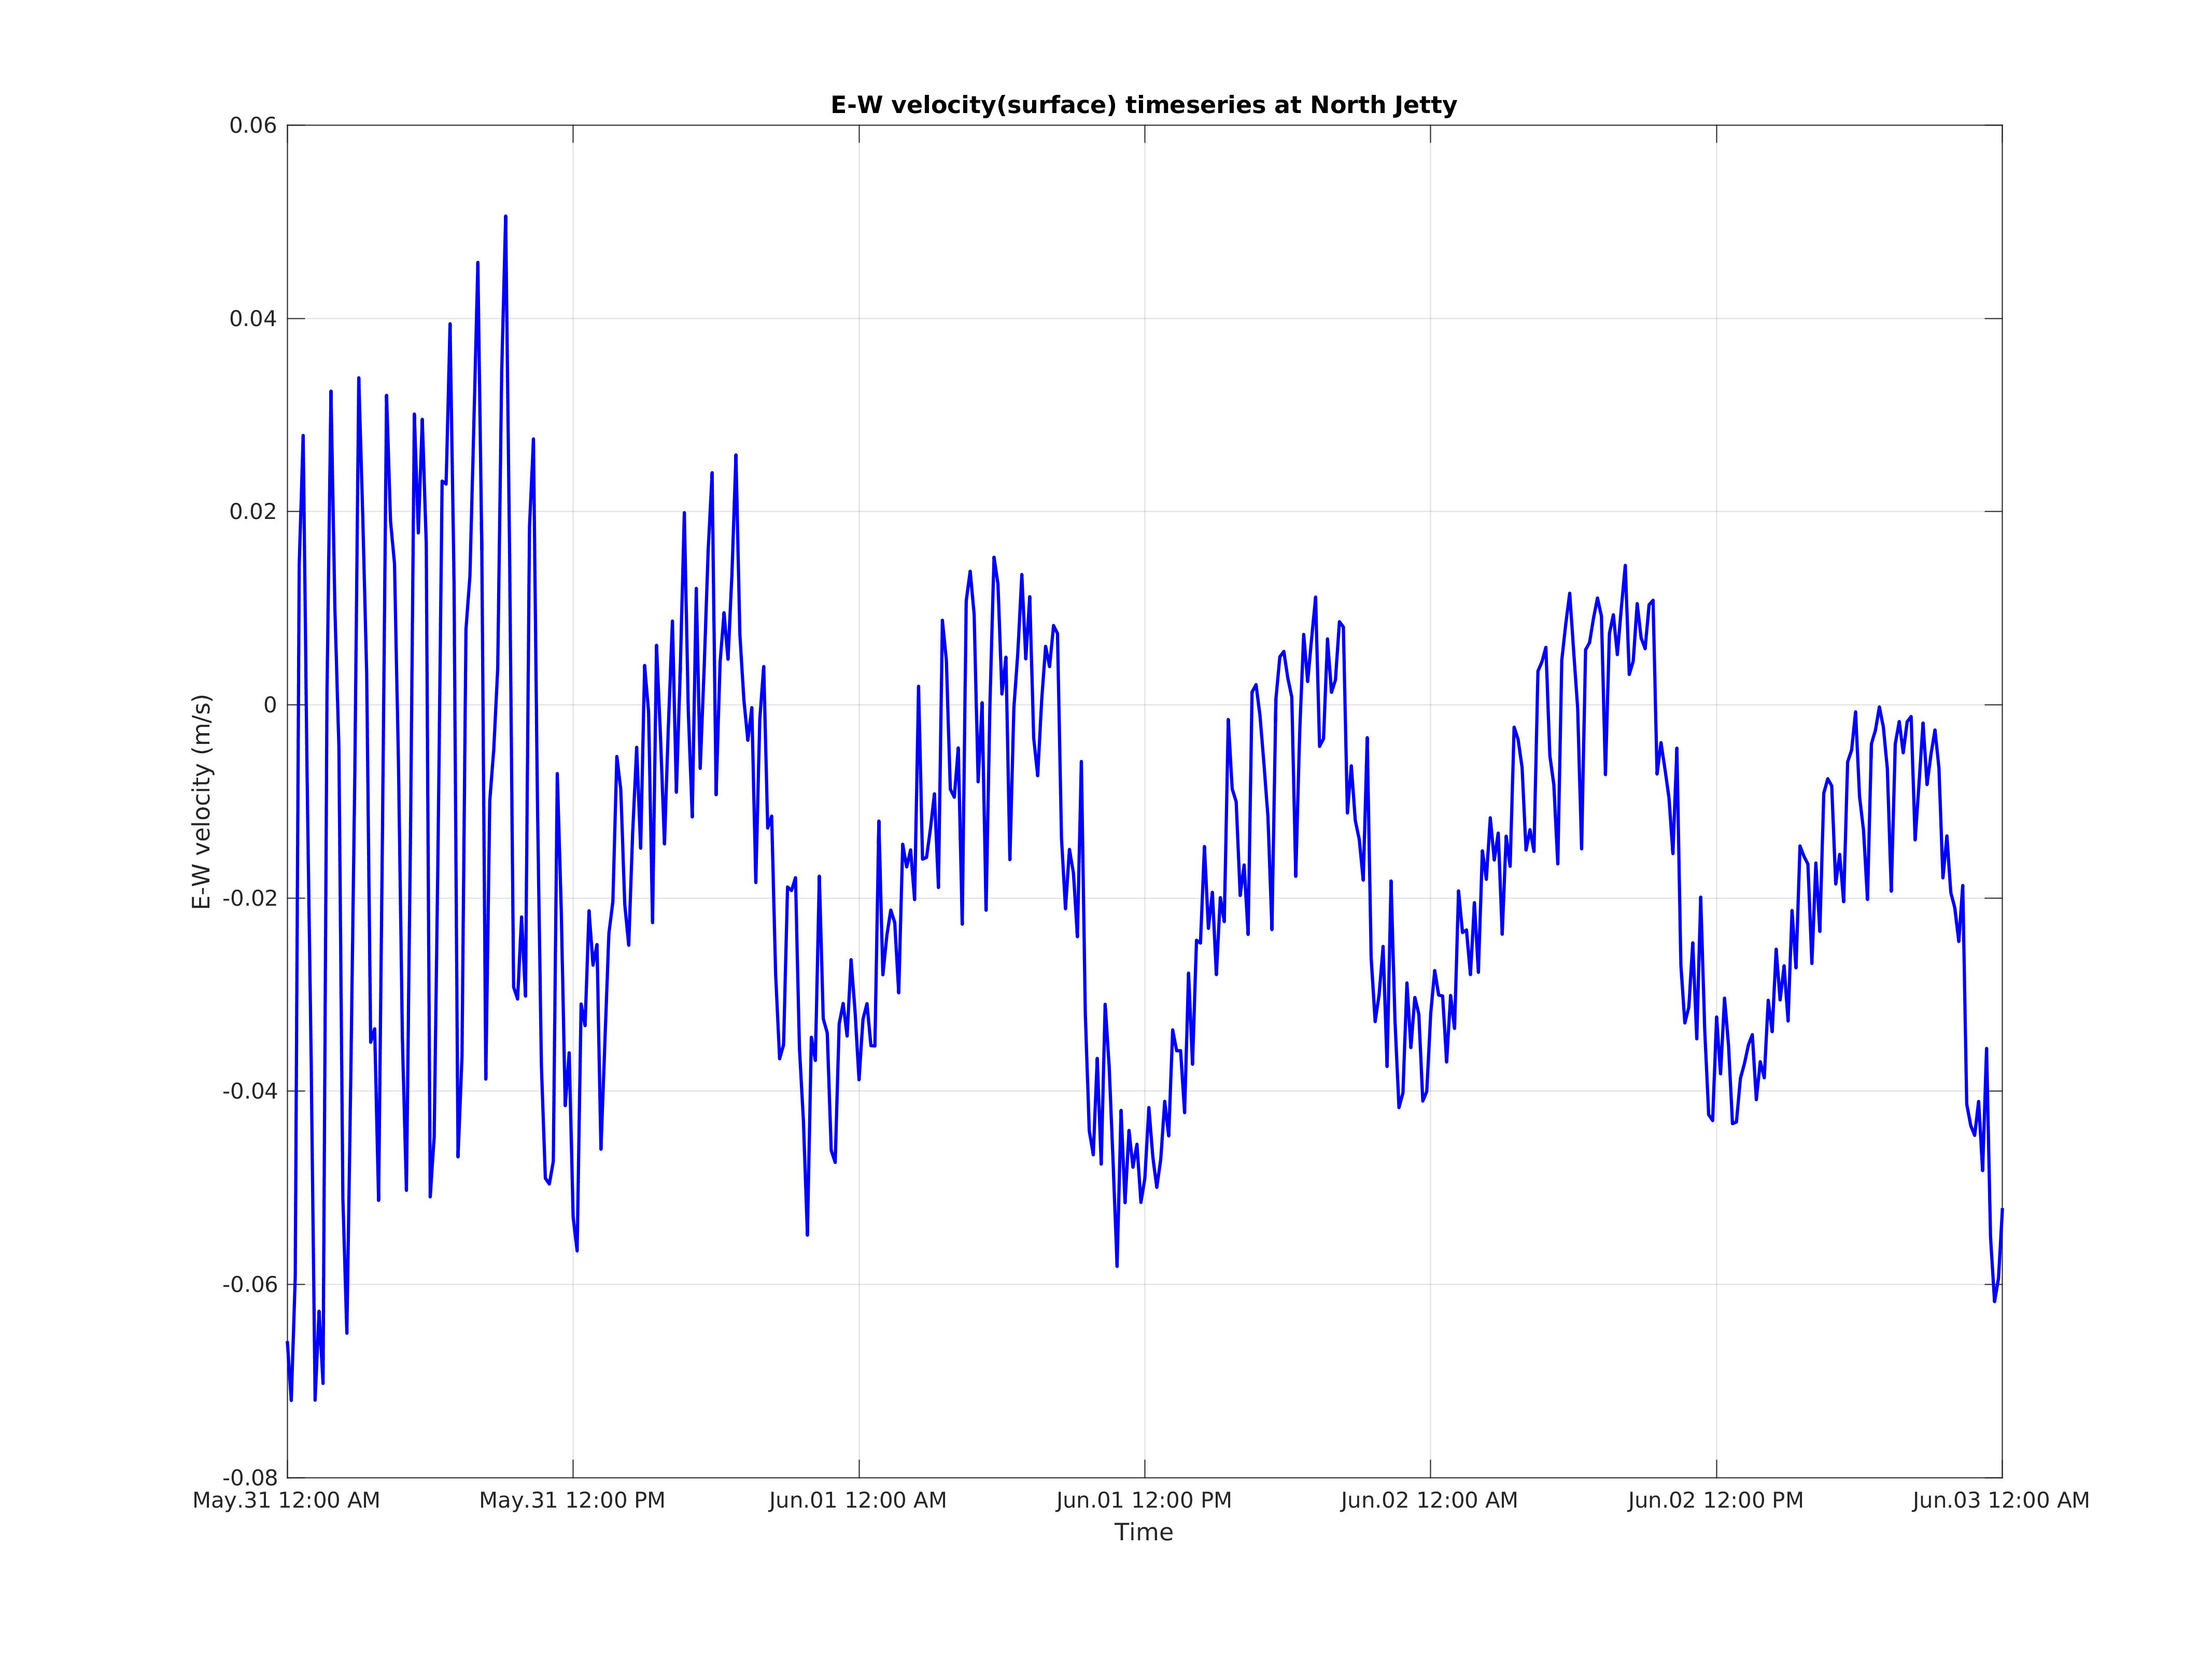 E-W velocity(surface) timeseries at North Jetty
0.06
0.04
0.02
0
-0.02
-0.04
-0.06
-0.08
E-W velocity (m/s)
May.31 12:00 AM May.31 12:00 PM Jun.01 12:00 AM Jun.01 12:00 PM Jun.02 12:00 AM Jun.02 12:00 PM Jun.03 12:00 AM
Time